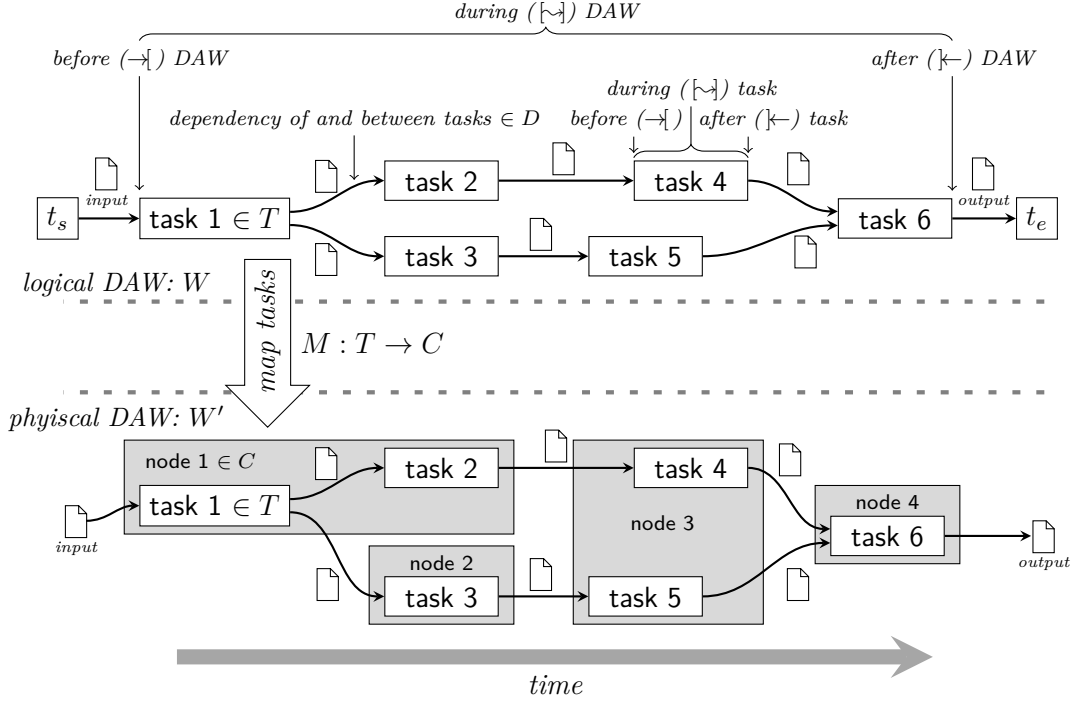 during ([⤳]) DAW
before (→[ ) DAW
after ( ]←) DAW
during ([⤳]) task
dependency of and between tasks ∈ D
before (→[ ) after ( ]←) task
input
output
task 2
task 4
t_s
task 1 ∈ T
task 6
t_e
task 3
task 5
logical DAW: W
map tasks
M : T → C
phyiscal DAW: W′
node 1 ∈ C
task 2
task 4
task 1 ∈ T
node 3
node 4
task 6
input
output
node 2
task 3
task 5
time